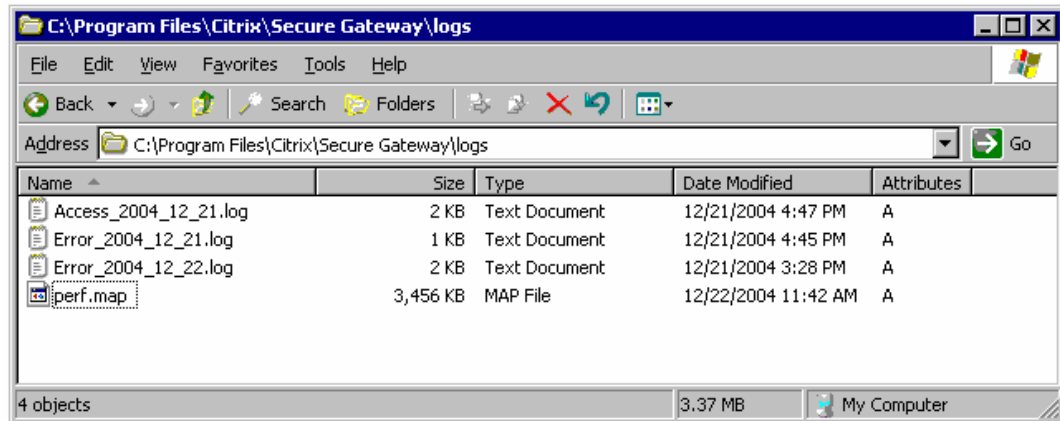 C:\Program Files\Citrix\Secure Gateway\logs
File Edit View Favorites Tools Help
Back Search Folders
Address C:\Program Files\Citrix\Secure Gateway\logs Go
Name Size Type Date Modified Attributes
Access_2004_12_21.log 2 KB Text Document 12/21/2004 4:47 PM A
Error_2004_12_21.log 1 KB Text Document 12/21/2004 4:45 PM A
Error_2004_12_22.log 2 KB Text Document 12/21/2004 3:28 PM A
perf.map 3,456 KB MAP File 12/22/2004 11:42 AM A
4 objects 3.37 MB My Computer